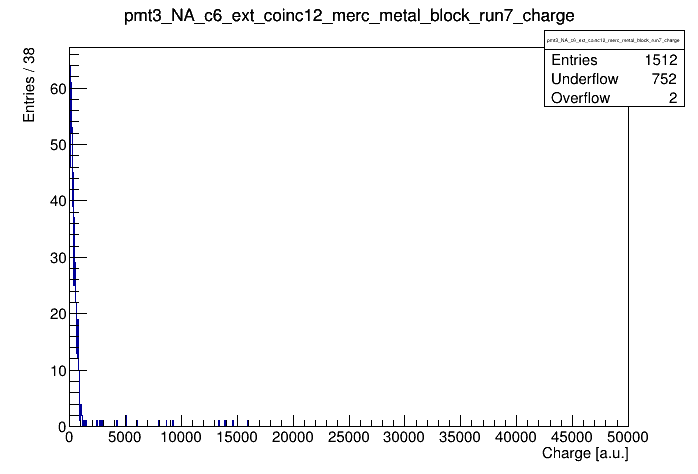 pmt3_NA_c6_ext_coinc12_merc_metal_block_run7_charge
pmt3_NA_c6_ext_coinc12_merc_metal_block_run7_charge
Entries 1512
Underflow 752
Overflow 2
Entries / 38
60
50
40
30
20
10
0
0 5000 10000 15000 20000 25000 30000 35000 40000 45000 50000
Charge [a.u.]